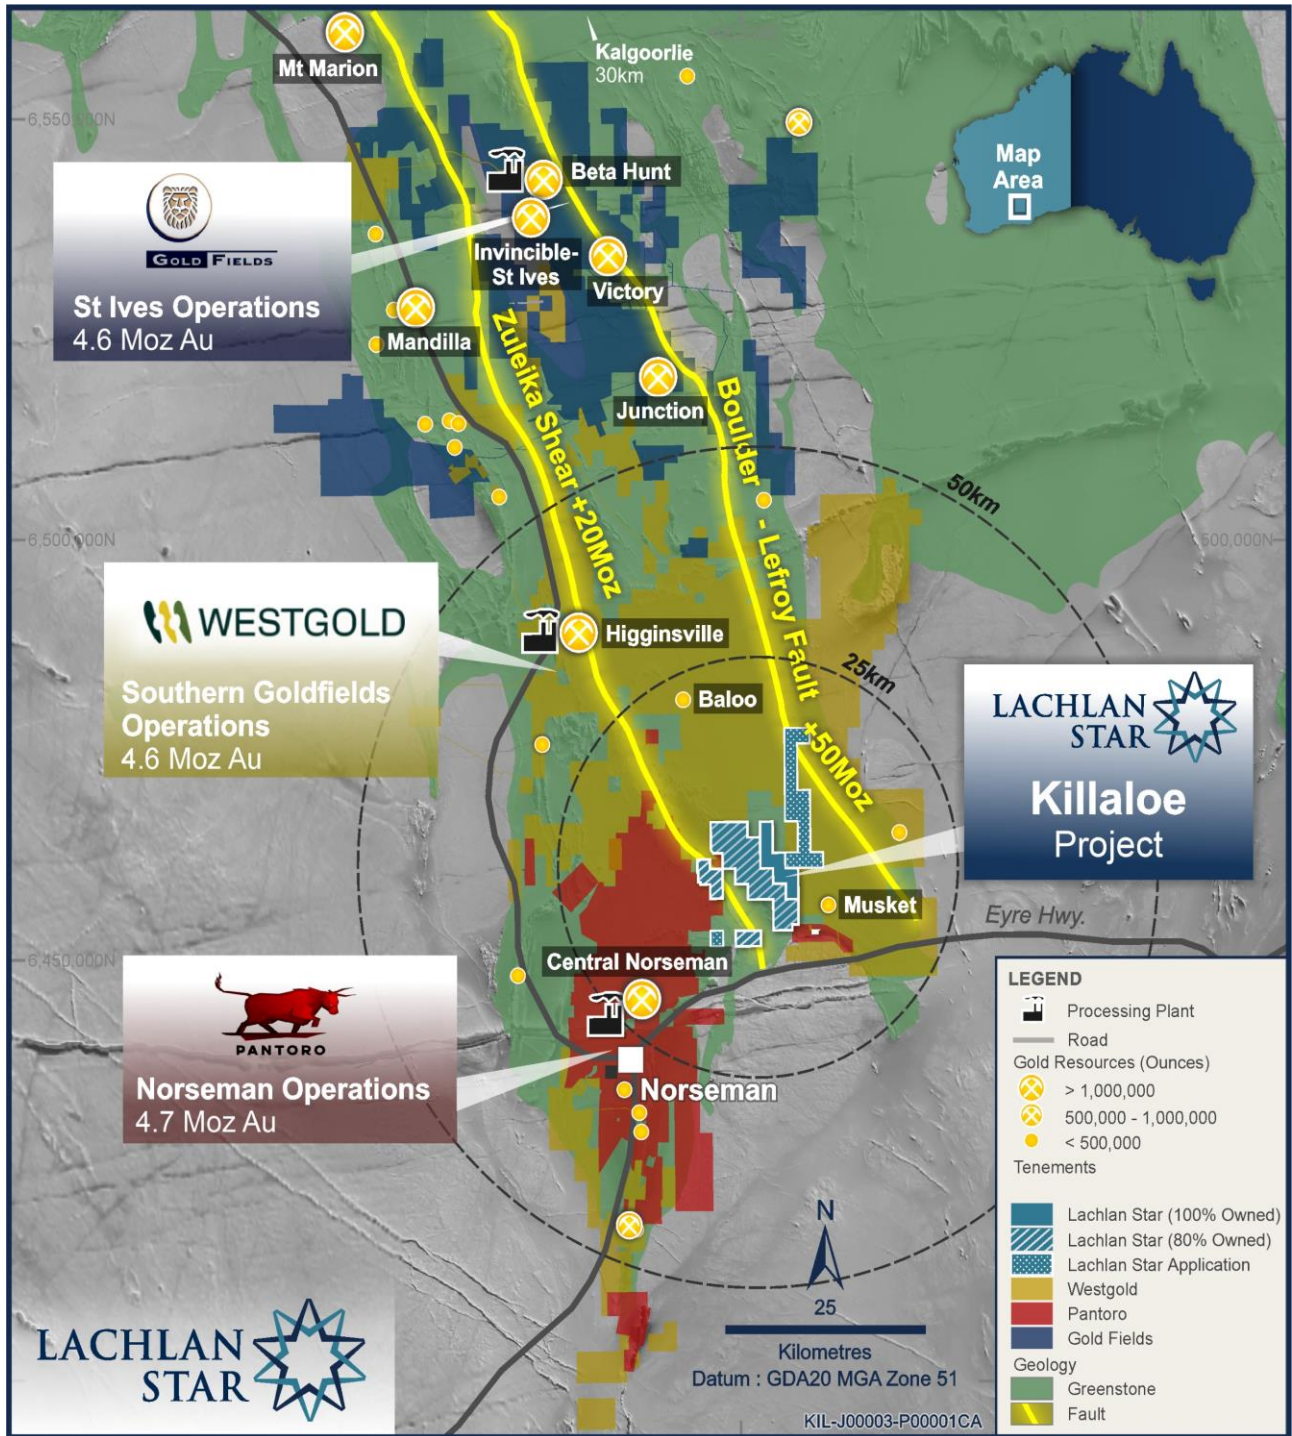 Mt Marion
Kalgoorlie
30km
6,550,000N
Map
Area
Beta Hunt
GOLD FIELDS
St Ives Operations
4.6 Moz Au
Invincible-
St Ives
Victory
Mandilla
Zuleika Shear +20Moz
Junction
Boulder - Lefroy Fault +50Moz
50km
6,500,000N
500,000N
WESTGOLD
Southern Goldfields
Operations
4.6 Moz Au
Higginsville
25km
Baloo
LACHLAN
STAR
Killaloe
Project
Musket
Eyre Hwy.
6,450,000N
Central Norseman
PANTORO
Norseman Operations
4.7 Moz Au
Norseman
LEGEND
Processing Plant
Road
Gold Resources (Ounces)
> 1,000,000
500,000 - 1,000,000
< 500,000
Tenements
Lachlan Star (100% Owned)
Lachlan Star (80% Owned)
Lachlan Star Application
Westgold
Pantoro
Gold Fields
Geology
Greenstone
Fault
N
25
Kilometres
Datum : GDA20 MGA Zone 51
KIL-J00003-P00001CA
LACHLAN
STAR